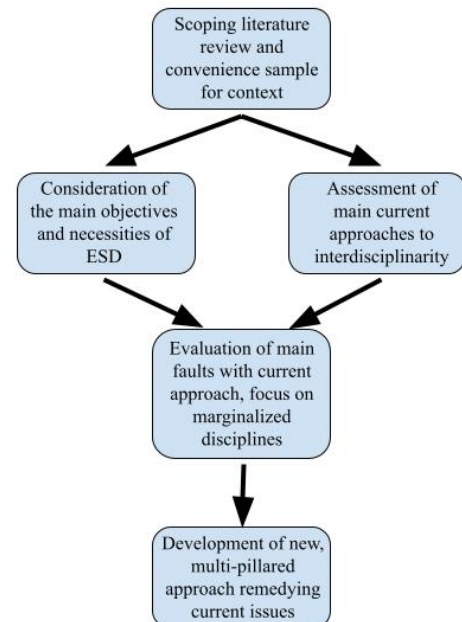 Scoping literature
review and
convenience sample
for context
Consideration of
the main objectives
and necessities of
ESD
Assessment of
main current
approaches to
interdisciplinarity
Evaluation of main
faults with current
approach, focus on
marginalized
disciplines
Development of new,
multi-pillared
approach remedying
current issues